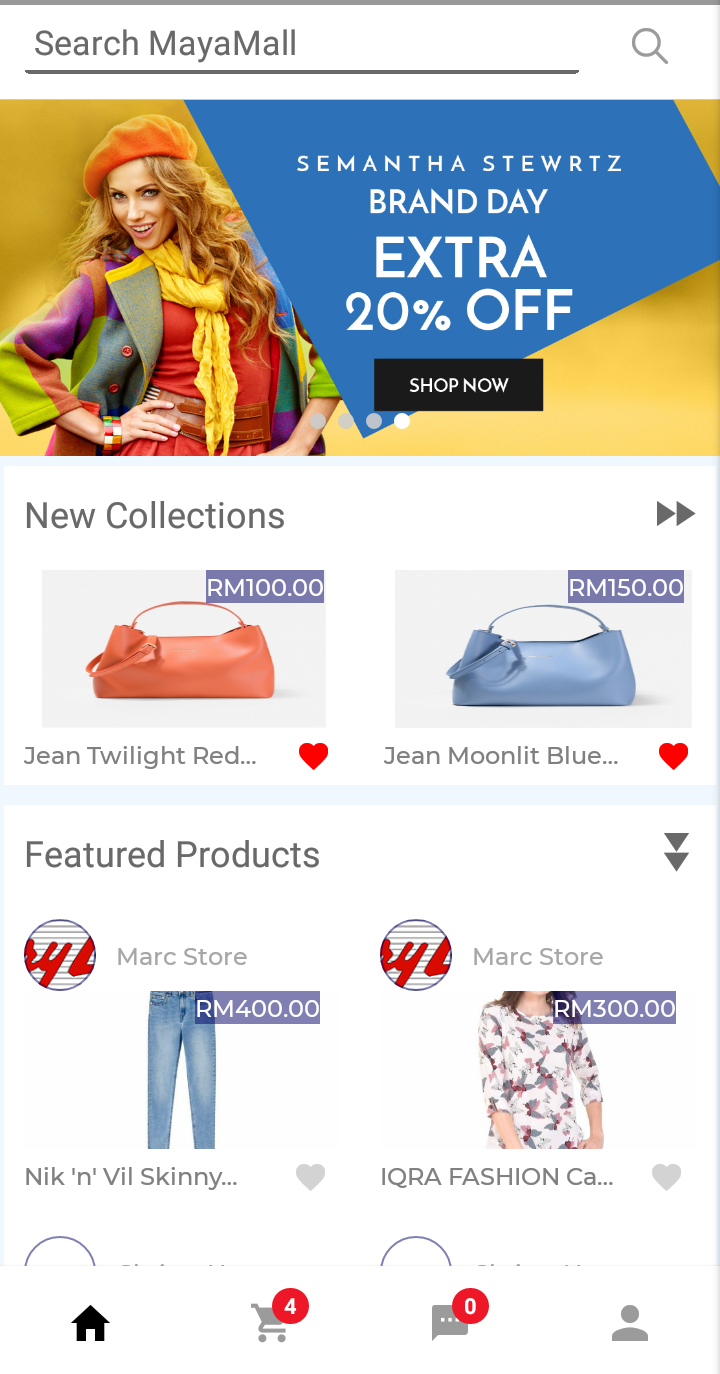 Search MayaMall
SEMANTHA STEWRTZ
BRAND DAY
EXTRA
20% OFF
SHOP NOW
New Collections
RM100.00
RM150.00
Jean Twilight Red...
Jean Moonlit Blue...
Featured Products
Marc Store
Marc Store
RM400.00
RM300.00
Nik 'n' Vil Skinny...
IQRA FASHION Ca...
4
0